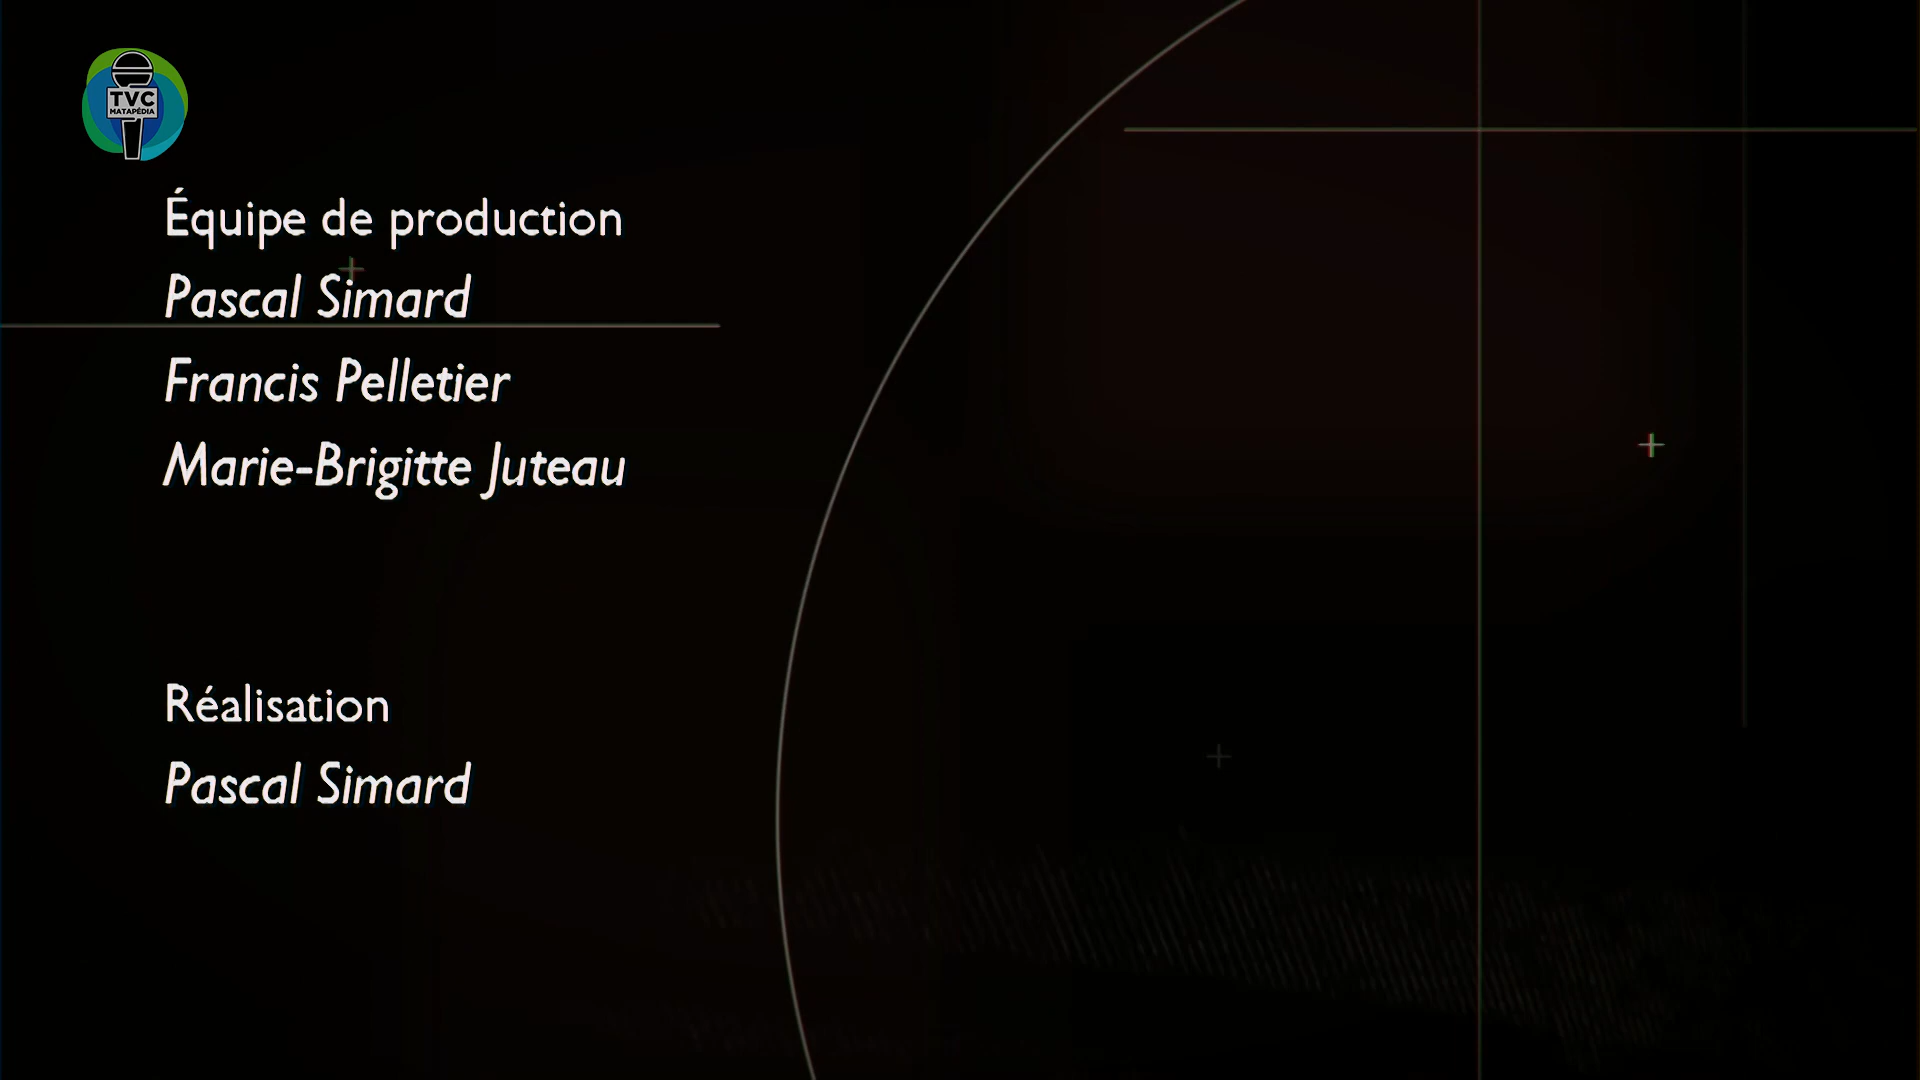 TVC
MATAPÉDIA
Équipe de production
Pascal Simard
Francis Pelletier
Marie-Brigitte Juteau
Réalisation
Pascal Simard